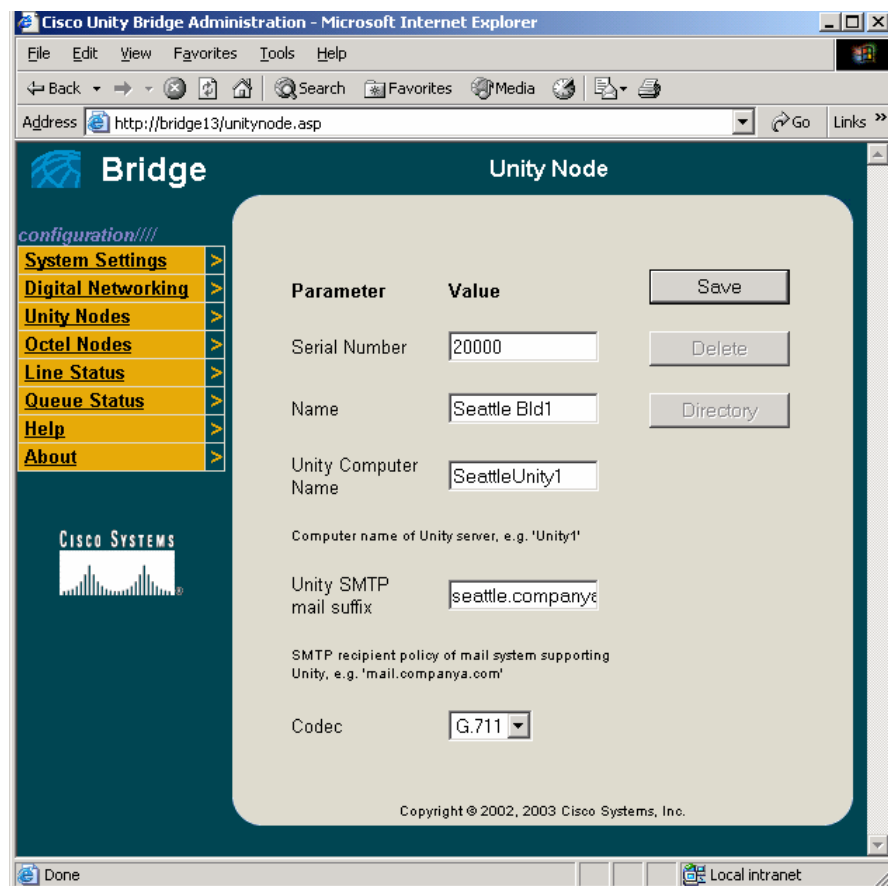 Cisco Unity Bridge Administration - Microsoft Internet Explorer
File Edit View Favorites Tools Help
Back Search Favorites Media
Address http://bridge13/unitynode.asp Go Links »
Bridge
Unity Node
configuration////
System Settings >
Digital Networking >
Unity Nodes >
Octel Nodes >
Line Status >
Queue Status >
Help >
About >
CISCO SYSTEMS
®
Parameter Value Save
Serial Number 20000 Delete
Name Seattle Bld1 Directory
Unity Computer
Name SeattleUnity1
Computer name of Unity server, e.g. 'Unity1'
Unity SMTP
mail suffix seattle.companya
SMTP recipient policy of mail system supporting
Unity, e.g. 'mail.companya.com'
Codec G.711
Copyright © 2002, 2003 Cisco Systems, Inc.
Done Local intranet